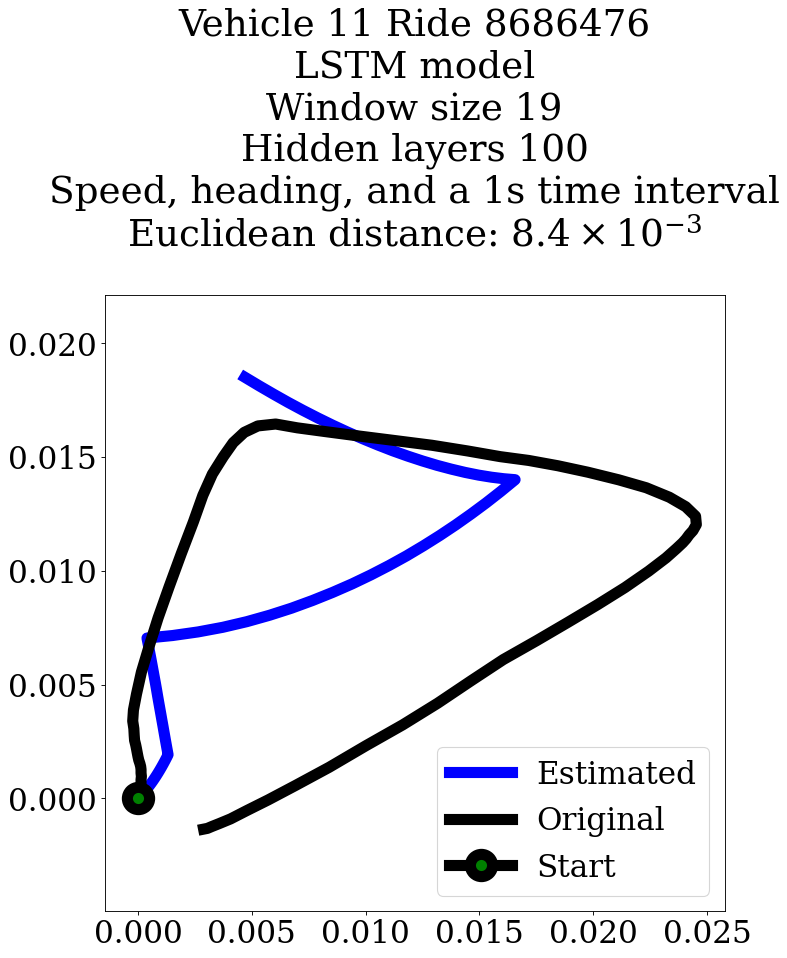 Vehicle 11 Ride 8686476
LSTM model
Window size 19
Hidden layers 100
Speed, heading, and a 1s time interval
Euclidean distance: 8.4 × 10⁻³
0.020
0.015
0.010
0.005
0.000
Estimated
Original
Start
0.000 0.005 0.010 0.015 0.020 0.025